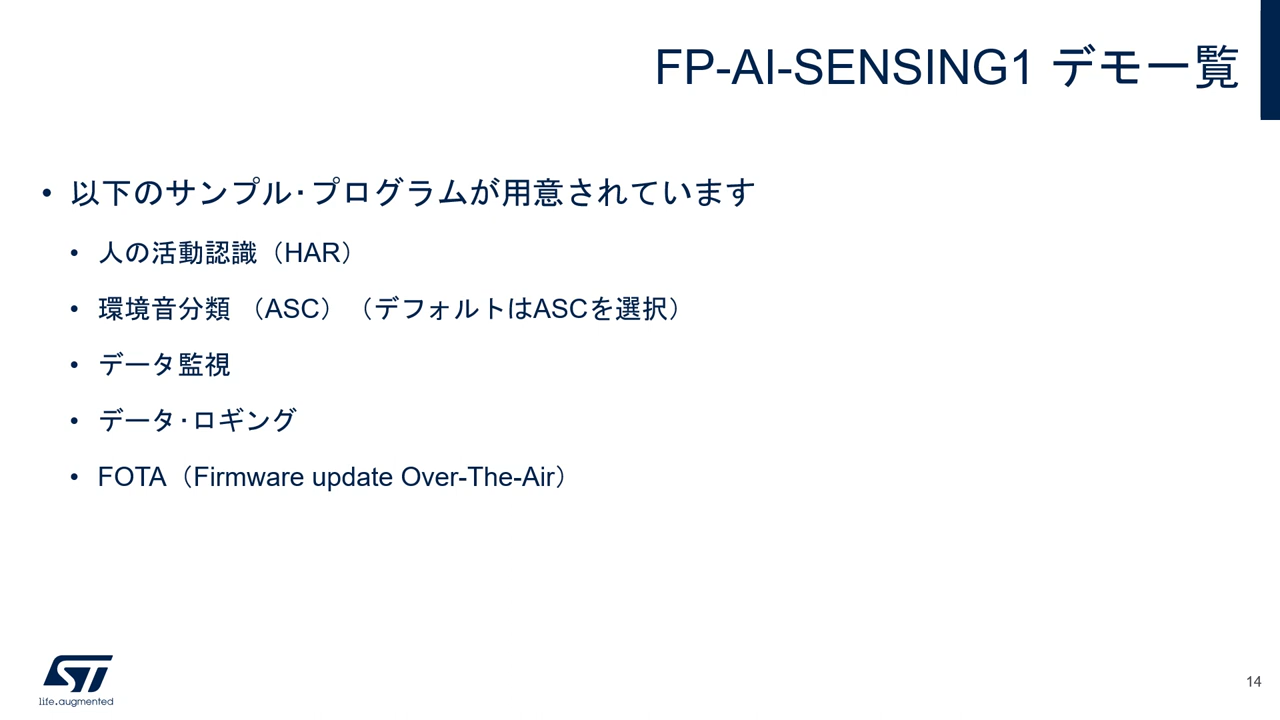 FP-AI-SENSING1 デモ一覧
• 以下のサンプル･プログラムが用意されています
• 人の活動認識（HAR）
• 環境音分類 （ASC）（デフォルトはASCを選択）
• データ監視
• データ･ロギング
• FOTA（Firmware update Over-The-Air）
ST
life.augmented
14